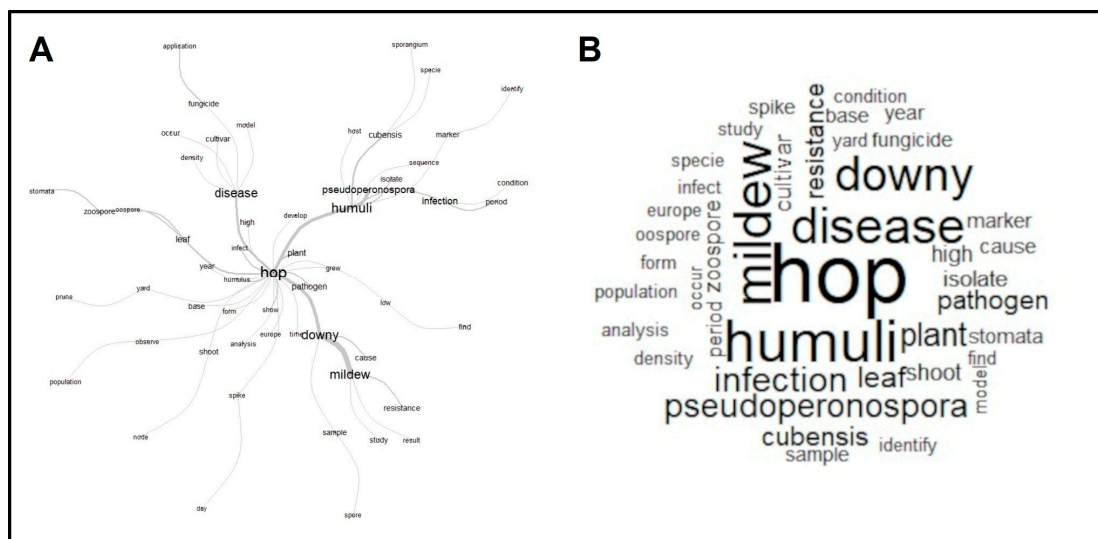 A
application
sporangium
specie
identify
fungicide
model
occur
cultivar
host
cubensis
marker
density
sequence
isolate
condition
stomata
disease
pseudoperonospora
infection
period
zoospore
oospore
humuli
high
develop
leaf
infect
plant
year
hop
grew
humulus
prune
yard
pathogen
base
form
show
low
find
observe
europe
time
downy
analysis
shoot
cause
population
mildew
spike
resistance
node
sample
study
result
day
spore
B
spike
condition
base
year
study
resistance
yard
fungicide
specie
mildew
cultivar
downy
infect
europe
zoospore
disease
marker
oospore
high
cause
form
hop
isolate
population
occur
pathogen
analysis
period
humuli
plant
stomata
density
find
infection
leaf
shoot
model
pseudoperonospora
cubensis
identify
sample